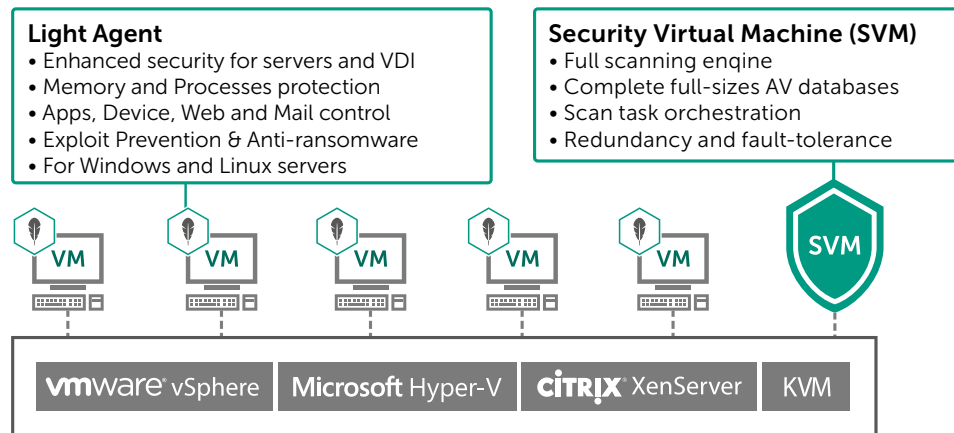 Light Agent
• Enhanced security for servers and VDI
• Memory and Processes protection
• Apps, Device, Web and Mail control
• Exploit Prevention & Anti-ransomware
• For Windows and Linux servers
Security Virtual Machine (SVM)
• Full scanning enqine
• Complete full-sizes AV databases
• Scan task orchestration
• Redundancy and fault-tolerance
VM
VM
VM
VM
VM
SVM
vmware® vSphere
Microsoft Hyper-V
CİTRIX® XenServer
KVM